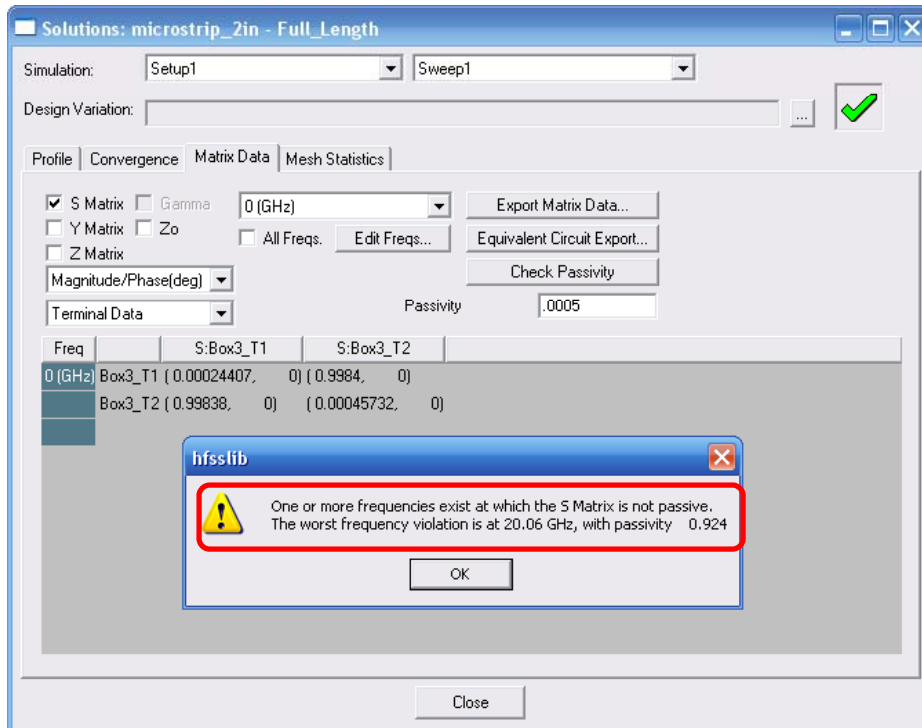 Solutions: microstrip_2in - Full_Length
Simulation: Setup1 Sweep1
Design Variation: ...
Profile Convergence Matrix Data Mesh Statistics
S Matrix Gamma 0 (GHz) Export Matrix Data...
Y Matrix Zo All Freqs. Edit Freqs... Equivalent Circuit Export...
Z Matrix Check Passivity
Magnitude/Phase(deg) Passivity .0005
Terminal Data
Freq S:Box3_T1 S:Box3_T2
0 (GHz) Box3_T1 ( 0.00024407, 0) ( 0.9984, 0)
Box3_T2 ( 0.99838, 0) ( 0.00045732, 0)
hfsslib
One or more frequencies exist at which the S Matrix is not passive.
The worst frequency violation is at 20.06 GHz, with passivity 0.924
OK
Close